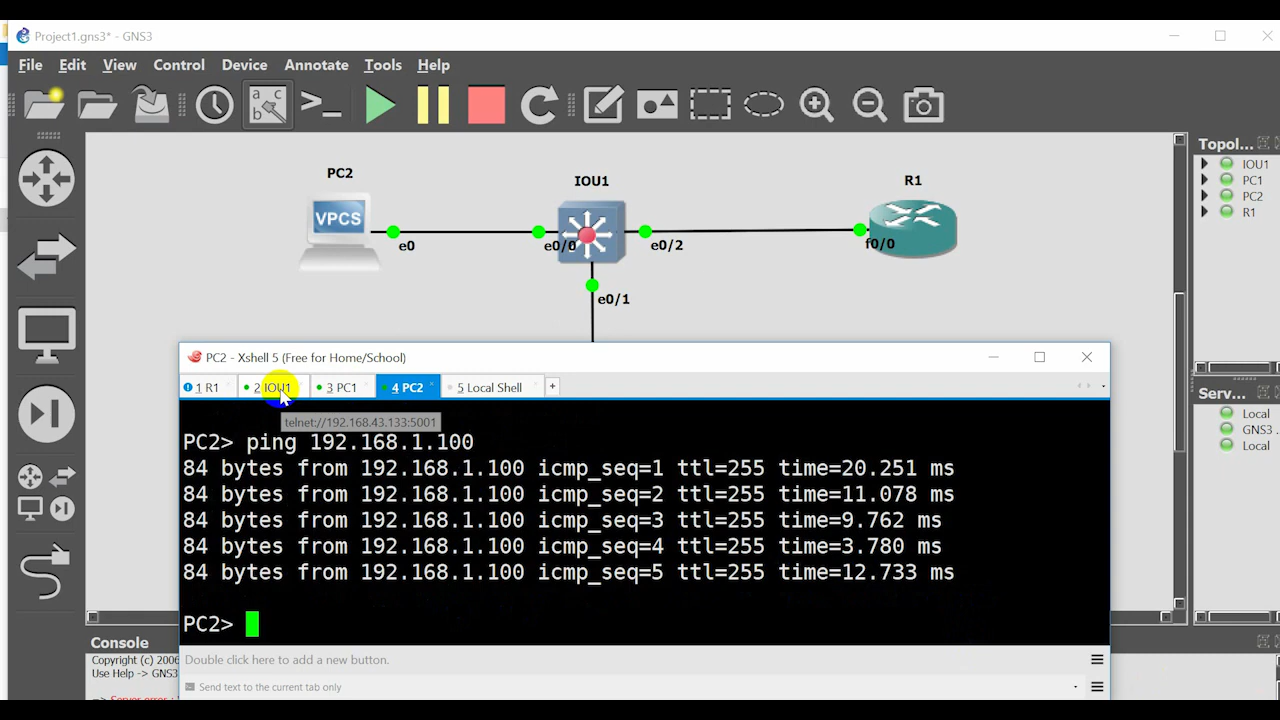 Project1.gns3* - GNS3
File Edit View Control Device Annotate Tools Help
a c
b
PC2
VPCS
e0
IOU1
e0/0
e0/2
e0/1
R1
f0/0
Topol...
IOU1
PC1
PC2
R1
Serv...
Local
GNS3 .
Local
PC2 - Xshell 5 (Free for Home/School)
1 R1 2 IOU1 3 PC1 4 PC2 5 Local Shell +
telnet://192.168.43.133:5001
PC2> ping 192.168.1.100
84 bytes from 192.168.1.100 icmp_seq=1 ttl=255 time=20.251 ms
84 bytes from 192.168.1.100 icmp_seq=2 ttl=255 time=11.078 ms
84 bytes from 192.168.1.100 icmp_seq=3 ttl=255 time=9.762 ms
84 bytes from 192.168.1.100 icmp_seq=4 ttl=255 time=3.780 ms
84 bytes from 192.168.1.100 icmp_seq=5 ttl=255 time=12.733 ms
PC2>
Double click here to add a new button.
Send text to the current tab only
Console
Copyright (c) 2006
Use Help -> GNS3
=> Server error :